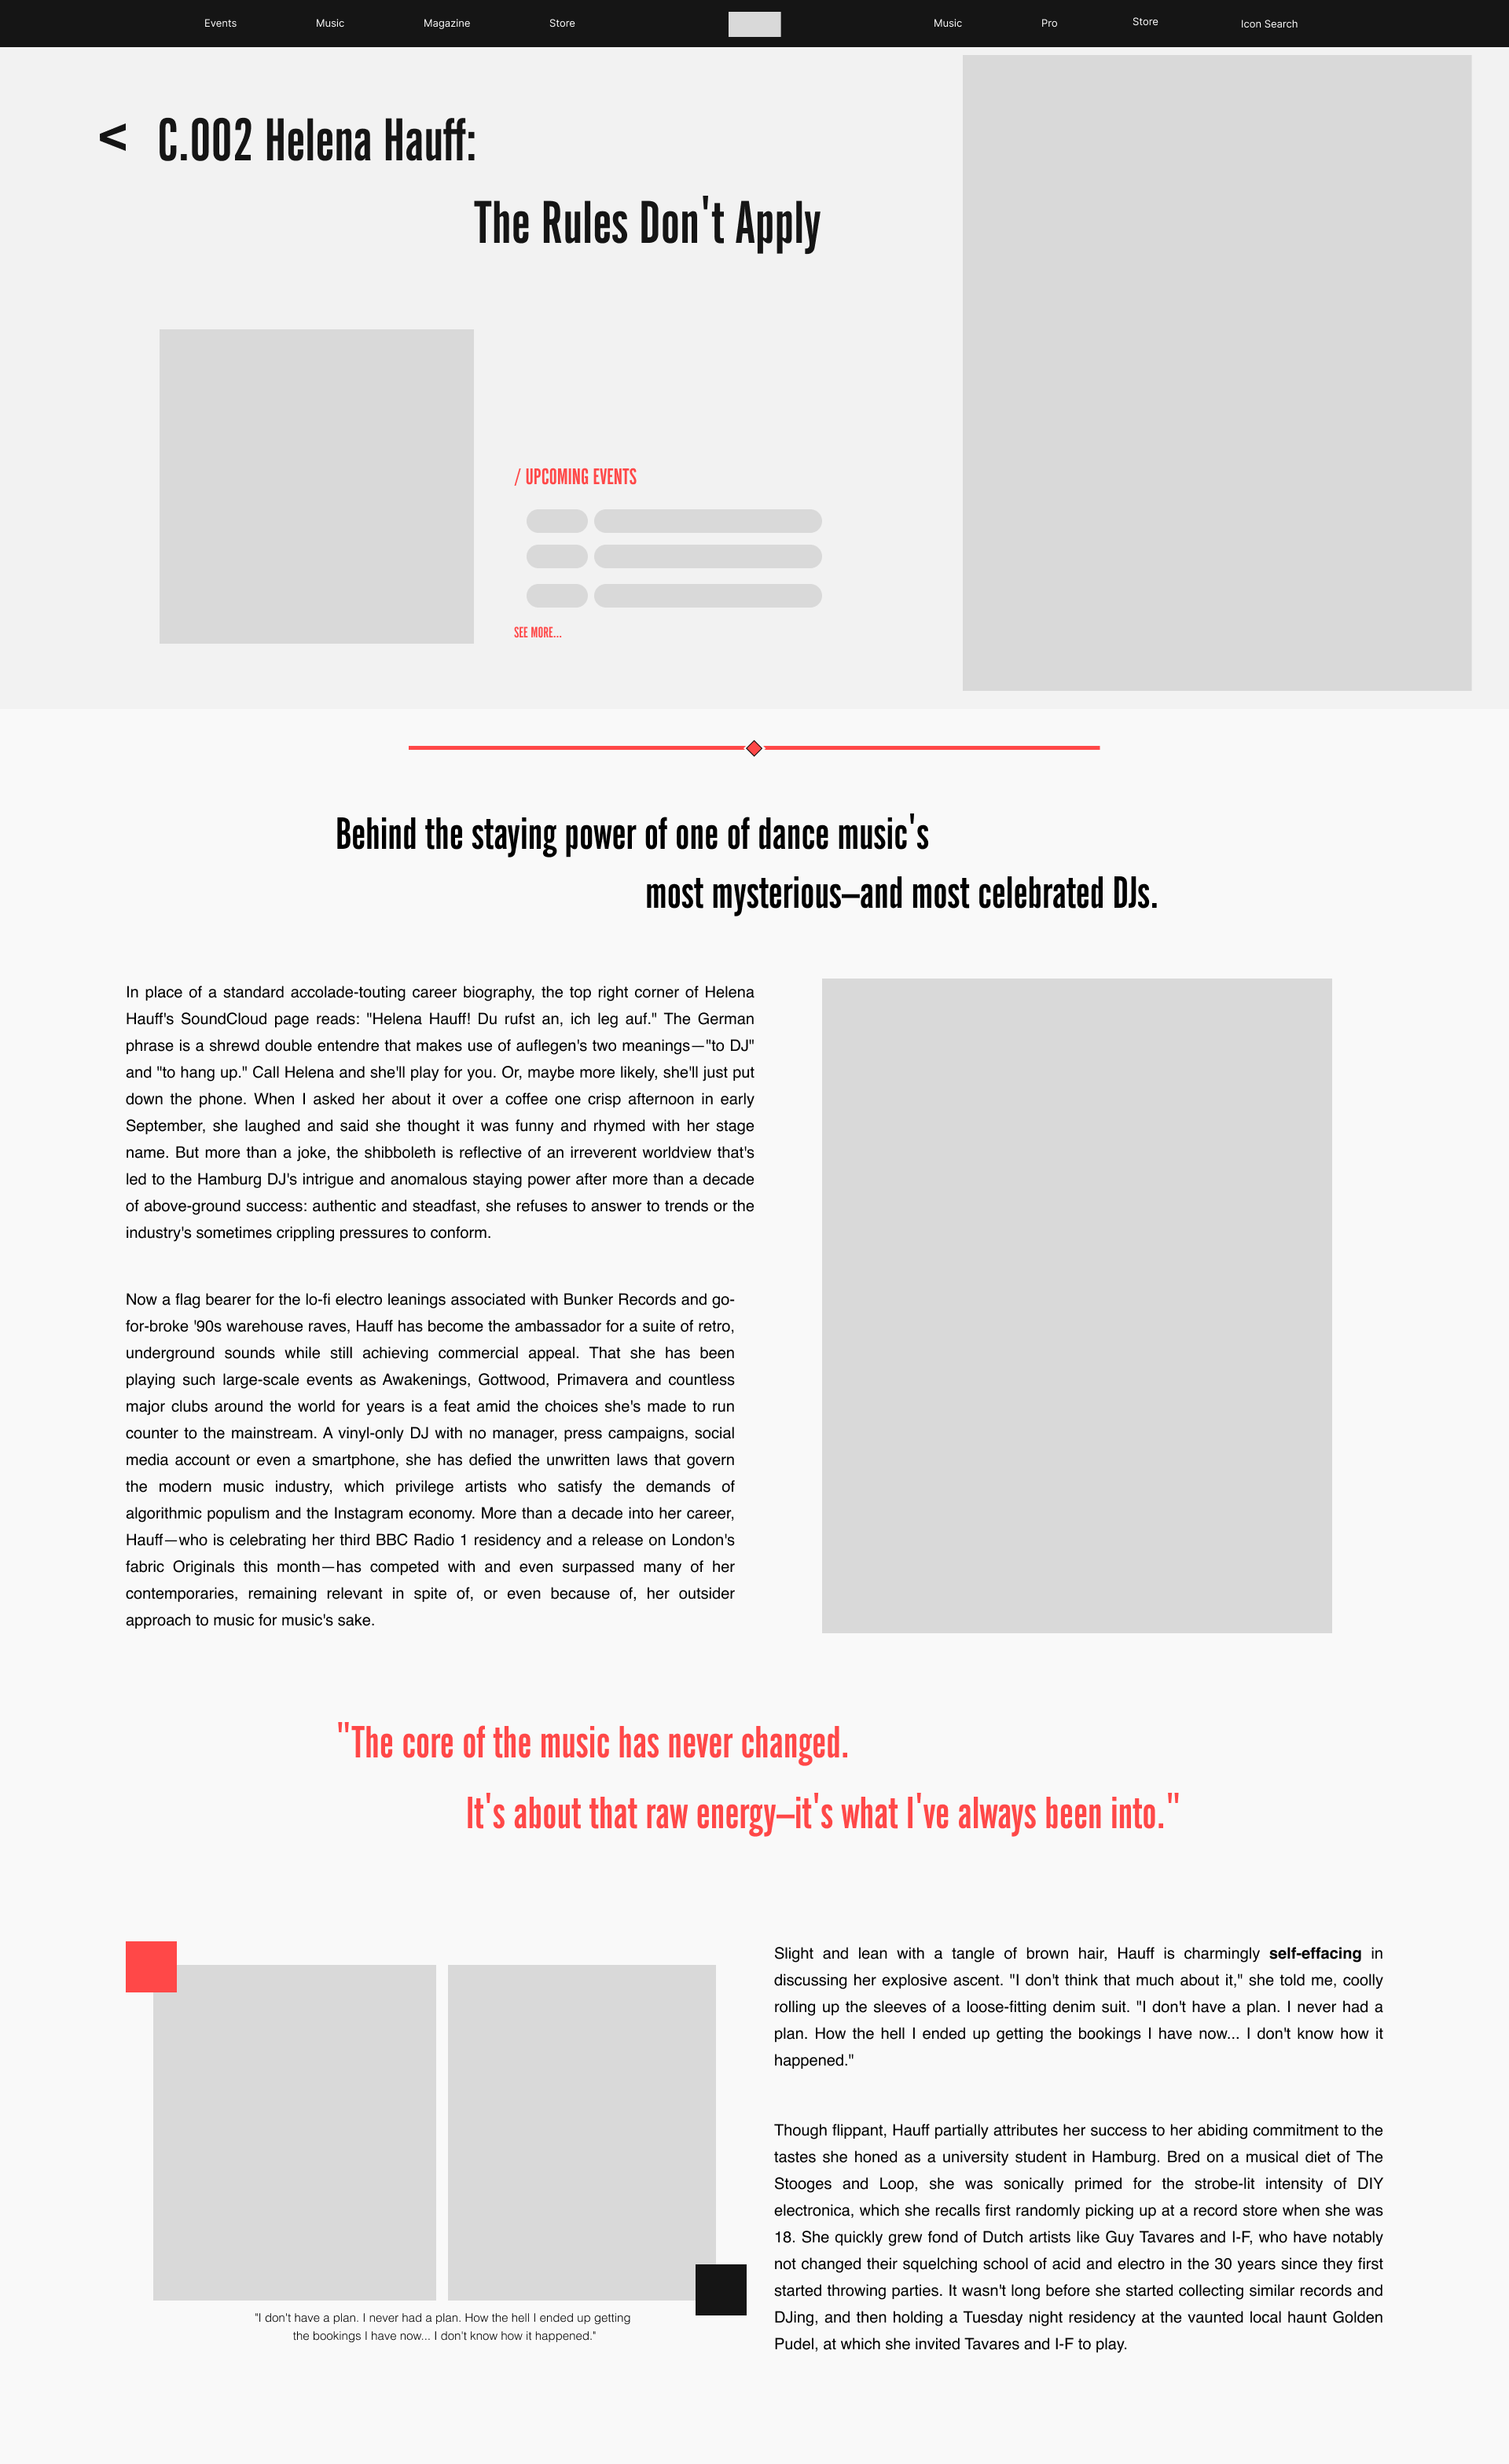 Events Music Magazine Store Music Pro Store Icon Search
< C.002 Helena Hauff:
The Rules Don't Apply
/ UPCOMING EVENTS
SEE MORE...
Behind the staying power of one of dance music's
most mysterious—and most celebrated DJs.
In place of a standard accolade-touting career biography, the top right corner of Helena
Hauff's SoundCloud page reads: "Helena Hauff! Du rufst an, ich leg auf." The German
phrase is a shrewd double entendre that makes use of auflegen's two meanings—"to DJ"
and "to hang up." Call Helena and she'll play for you. Or, maybe more likely, she'll just put
down the phone. When I asked her about it over a coffee one crisp afternoon in early
September, she laughed and said she thought it was funny and rhymed with her stage
name. But more than a joke, the shibboleth is reflective of an irreverent worldview that's
led to the Hamburg DJ's intrigue and anomalous staying power after more than a decade
of above-ground success: authentic and steadfast, she refuses to answer to trends or the
industry's sometimes crippling pressures to conform.
Now a flag bearer for the lo-fi electro leanings associated with Bunker Records and go-
for-broke '90s warehouse raves, Hauff has become the ambassador for a suite of retro,
underground sounds while still achieving commercial appeal. That she has been
playing such large-scale events as Awakenings, Gottwood, Primavera and countless
major clubs around the world for years is a feat amid the choices she's made to run
counter to the mainstream. A vinyl-only DJ with no manager, press campaigns, social
media account or even a smartphone, she has defied the unwritten laws that govern
the modern music industry, which privilege artists who satisfy the demands of
algorithmic populism and the Instagram economy. More than a decade into her career,
Hauff—who is celebrating her third BBC Radio 1 residency and a release on London's
fabric Originals this month—has competed with and even surpassed many of her
contemporaries, remaining relevant in spite of, or even because of, her outsider
approach to music for music's sake.
"The core of the music has never changed.
It's about that raw energy—it's what I've always been into."
Slight and lean with a tangle of brown hair, Hauff is charmingly self-effacing in
discussing her explosive ascent. "I don't think that much about it," she told me, coolly
rolling up the sleeves of a loose-fitting denim suit. "I don't have a plan. I never had a
plan. How the hell I ended up getting the bookings I have now... I don't know how it
happened."
Though flippant, Hauff partially attributes her success to her abiding commitment to the
tastes she honed as a university student in Hamburg. Bred on a musical diet of The
Stooges and Loop, she was sonically primed for the strobe-lit intensity of DIY
electronica, which she recalls first randomly picking up at a record store when she was
18. She quickly grew fond of Dutch artists like Guy Tavares and I-F, who have notably
not changed their squelching school of acid and electro in the 30 years since they first
started throwing parties. It wasn't long before she started collecting similar records and
DJing, and then holding a Tuesday night residency at the vaunted local haunt Golden
Pudel, at which she invited Tavares and I-F to play.
"I don't have a plan. I never had a plan. How the hell I ended up getting
the bookings I have now... I don't know how it happened."